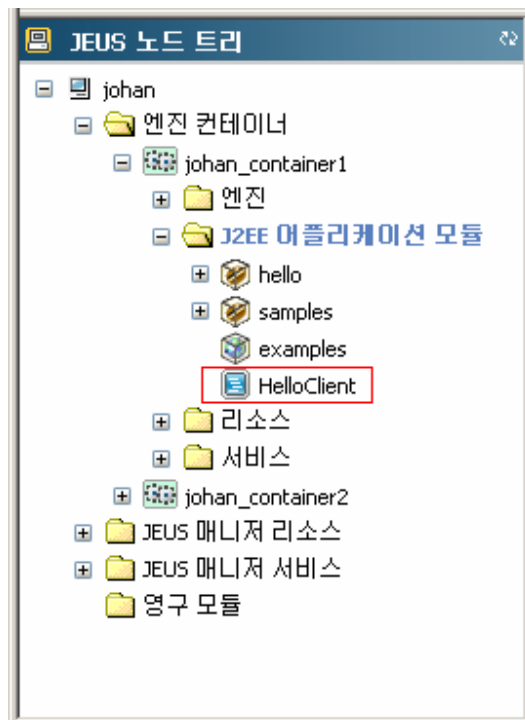 JEUS 노드 트리
johan
엔진 컨테이너
johan_container1
엔진
J2EE 어플리케이션 모듈
hello
samples
examples
HelloClient
리소스
서비스
johan_container2
JEUS 매니저 리소스
JEUS 매니저 서비스
영구 모듈